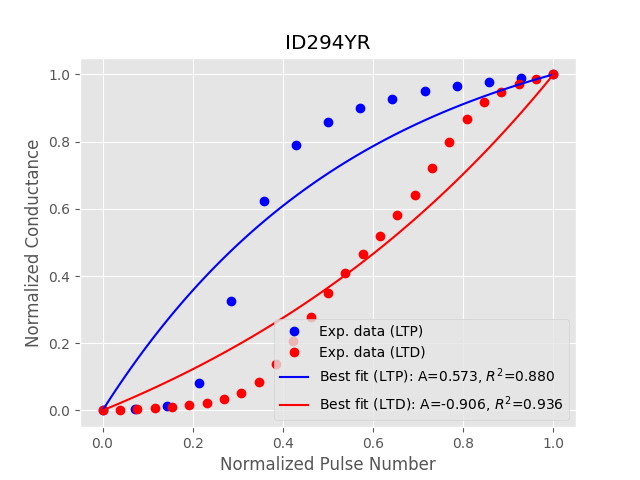 ID294YR
1.0
0.8
0.6
0.4
0.2
0.0
Normalized Conductance
Exp. data (LTP)
Exp. data (LTD)
Best fit (LTP): A=0.573, R²=0.880
Best fit (LTD): A=-0.906, R²=0.936
0.0 0.2 0.4 0.6 0.8 1.0
Normalized Pulse Number